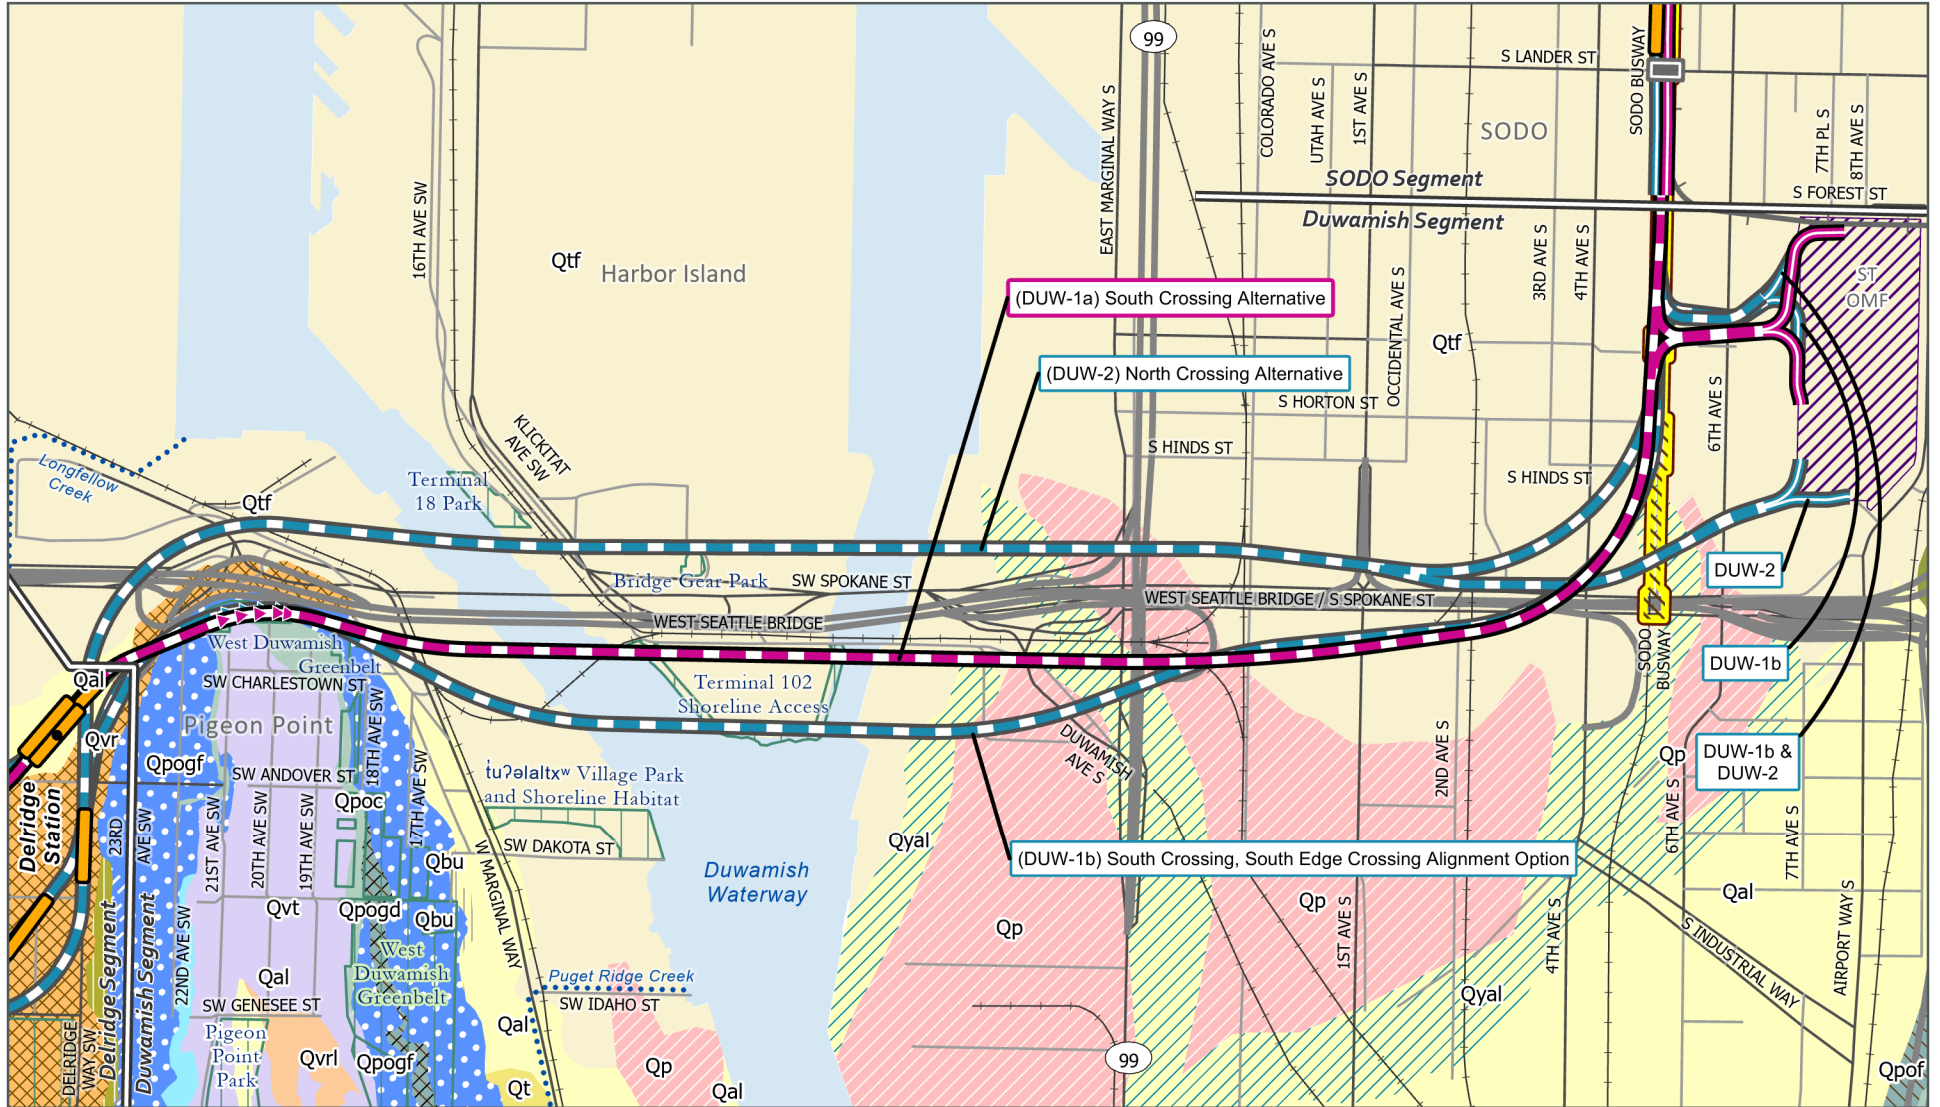 99
S LANDER ST
SODO BUSWAY
COLORADO AVE S
UTAH AVE S
1ST AVE S
SODO
7TH PL S
8TH AVE S
EAST MARGINAL WAY S
16TH AVE SW
SODO Segment
Duwamish Segment
S FOREST ST
3RD AVE S
4TH AVE S
Qtf
Harbor Island
ST
OMF
(DUW-1a) South Crossing Alternative
OCCIDENTAL AVE S
Qtf
(DUW-2) North Crossing Alternative
S HORTON ST
6TH AVE S
KLICKITAT
AVE SW
S HINDS ST
S HINDS ST
Longfellow
Creek
Terminal
18 Park
Qtf
Bridge Gear Park
SW SPOKANE ST
DUW-2
WEST SEATTLE BRIDGE / S SPOKANE ST
WEST SEATTLE BRIDGE
West Duwamish
Greenbelt
SODO
BUSWAY
DUW-1b
Qal
SW CHARLESTOWN ST
Terminal 102
Shoreline Access
Pigeon Point
18TH AVE SW
Qvr
DUWAMISH
AVE S
2ND AVE S
Qp
DUW-1b &
DUW-2
Qpogf
SW ANDOVER ST
17TH AVE SW
t̓uʔəlaltxʷ Village Park
and Shoreline Habitat
Delridge
Station
23RD
AVE SW
21ST AVE SW
20TH AVE SW
19TH AVE SW
Qpoc
Qbu
W MARGINAL WAY
SW DAKOTA ST
Qyal
6TH AVE S
7TH AVE S
(DUW-1b) South Crossing, South Edge Crossing Alignment Option
Duwamish
Waterway
Qvt
Qpogd
Qbu
Qp
Qp
Qal
1ST AVE S
4TH AVE S
S INDUSTRIAL WAY
AIRPORT WAY S
Delridge Segment
Duwamish Segment
22ND AVE SW
West
Duwamish
Greenbelt
Qal
SW GENESEE ST
Puget Ridge Creek
SW IDAHO ST
Qyal
Qal
DELRIDGE
WAY SW
Pigeon
Point
Park
Qvrl
Qpogf
Qt
Qp
Qal
99
Qpof